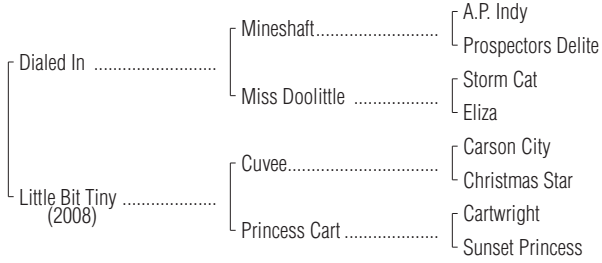 A.P. Indy
Mineshaft..............................
Prospectors Delite
Dialed In ..............................
Storm Cat
Miss Doolittle .....................
Eliza
Carson City
Cuvee.....................................
Christmas Star
Little Bit Tiny .......................
(2008)
Cartwright
Princess Cart .......................
Sunset Princess